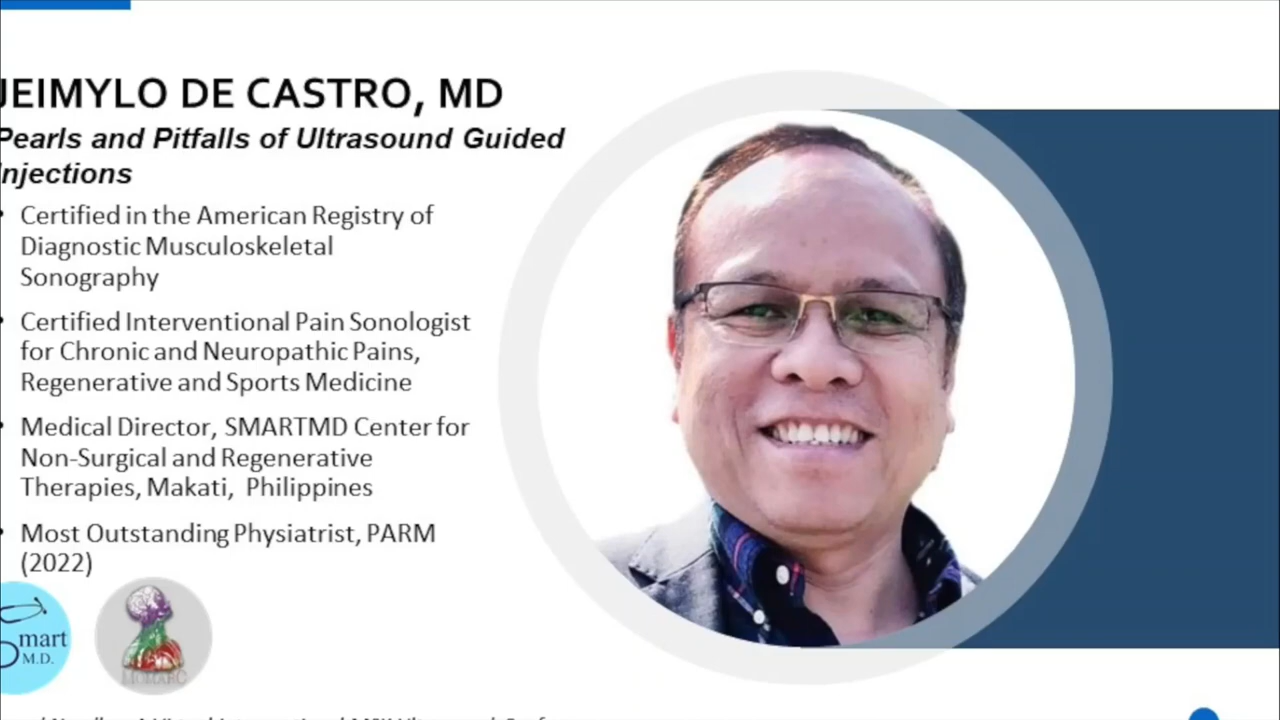 JEIMYLO DE CASTRO, MD
Pearls and Pitfalls of Ultrasound Guided
Injections
• Certified in the American Registry of
Diagnostic Musculoskeletal
Sonography
• Certified Interventional Pain Sonologist
for Chronic and Neuropathic Pains,
Regenerative and Sports Medicine
• Medical Director, SMARTMD Center for
Non-Surgical and Regenerative
Therapies, Makati, Philippines
• Most Outstanding Physiatrist, PARM
(2022)
Smart
M.D.